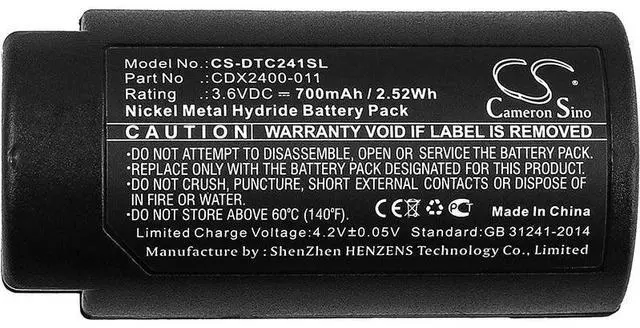 Model No.: CS-DTC241SL
Part No : CDX2400-011
Rating : 3.6VDC ⎓ 700mAh / 2.52Wh
Nickel Metal Hydride Battery Pack
CS
Cameron Sino
CAUTION WARRANTY VOID IF LABEL IS REMOVED
•DO NOT ATTEMPT TO DISASSEMBLE, OPEN OR SERVICE THE BATTERY PACK.
•REPLACE ONLY WITH THE BATTERY PACK DESIGNATED FOR THIS PACK
•DO NOT CRUSH, PUNCTURE, SHORT EXTERNAL CONTACTS OR DISPOSE OF
IN FIRE OR WATER.
•DO NOT STORE ABOVE 60°C (140°F).
CE Made In China
Limited Charge Voltage:4.2V±0.05V Standard:GB 31241-2014
Manufacture by : ShenZhen HENZENS Technology Co., Limited.